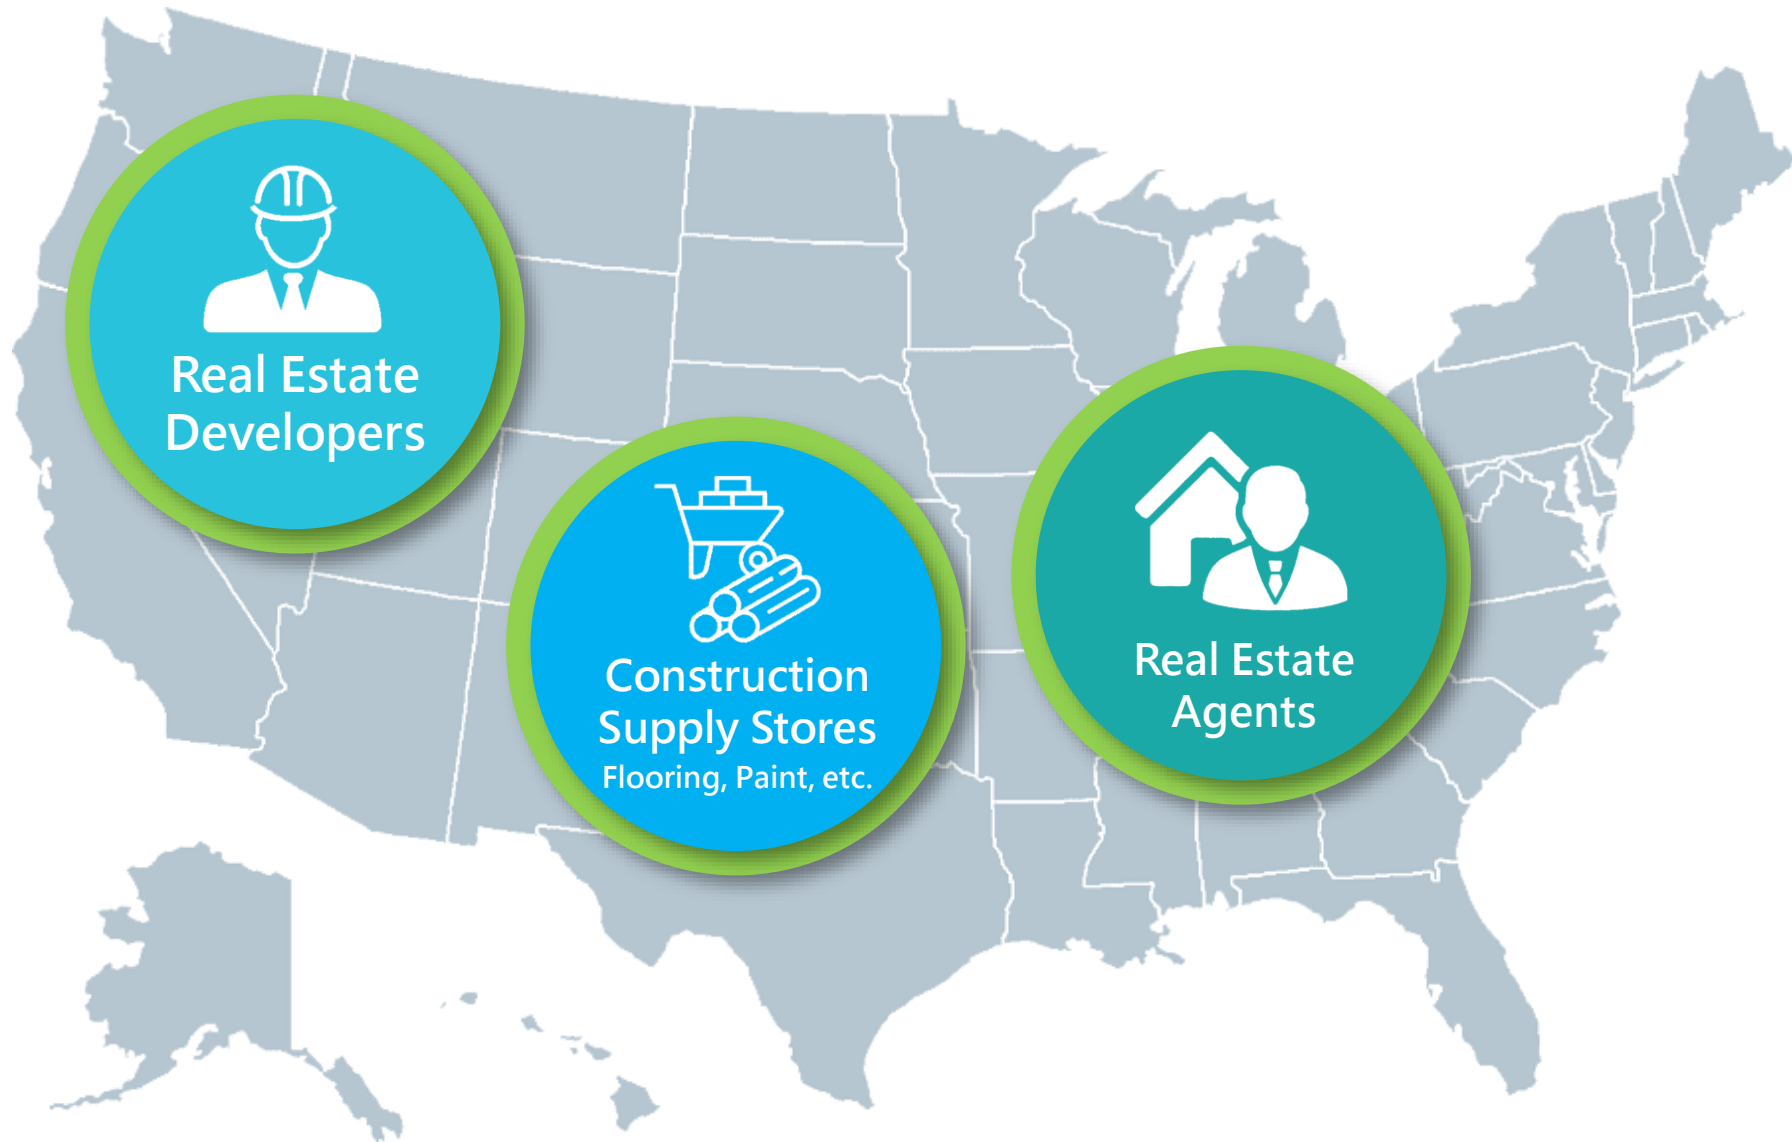 Real Estate
Developers
Construction
Supply Stores
Flooring, Paint, etc.
Real Estate
Agents